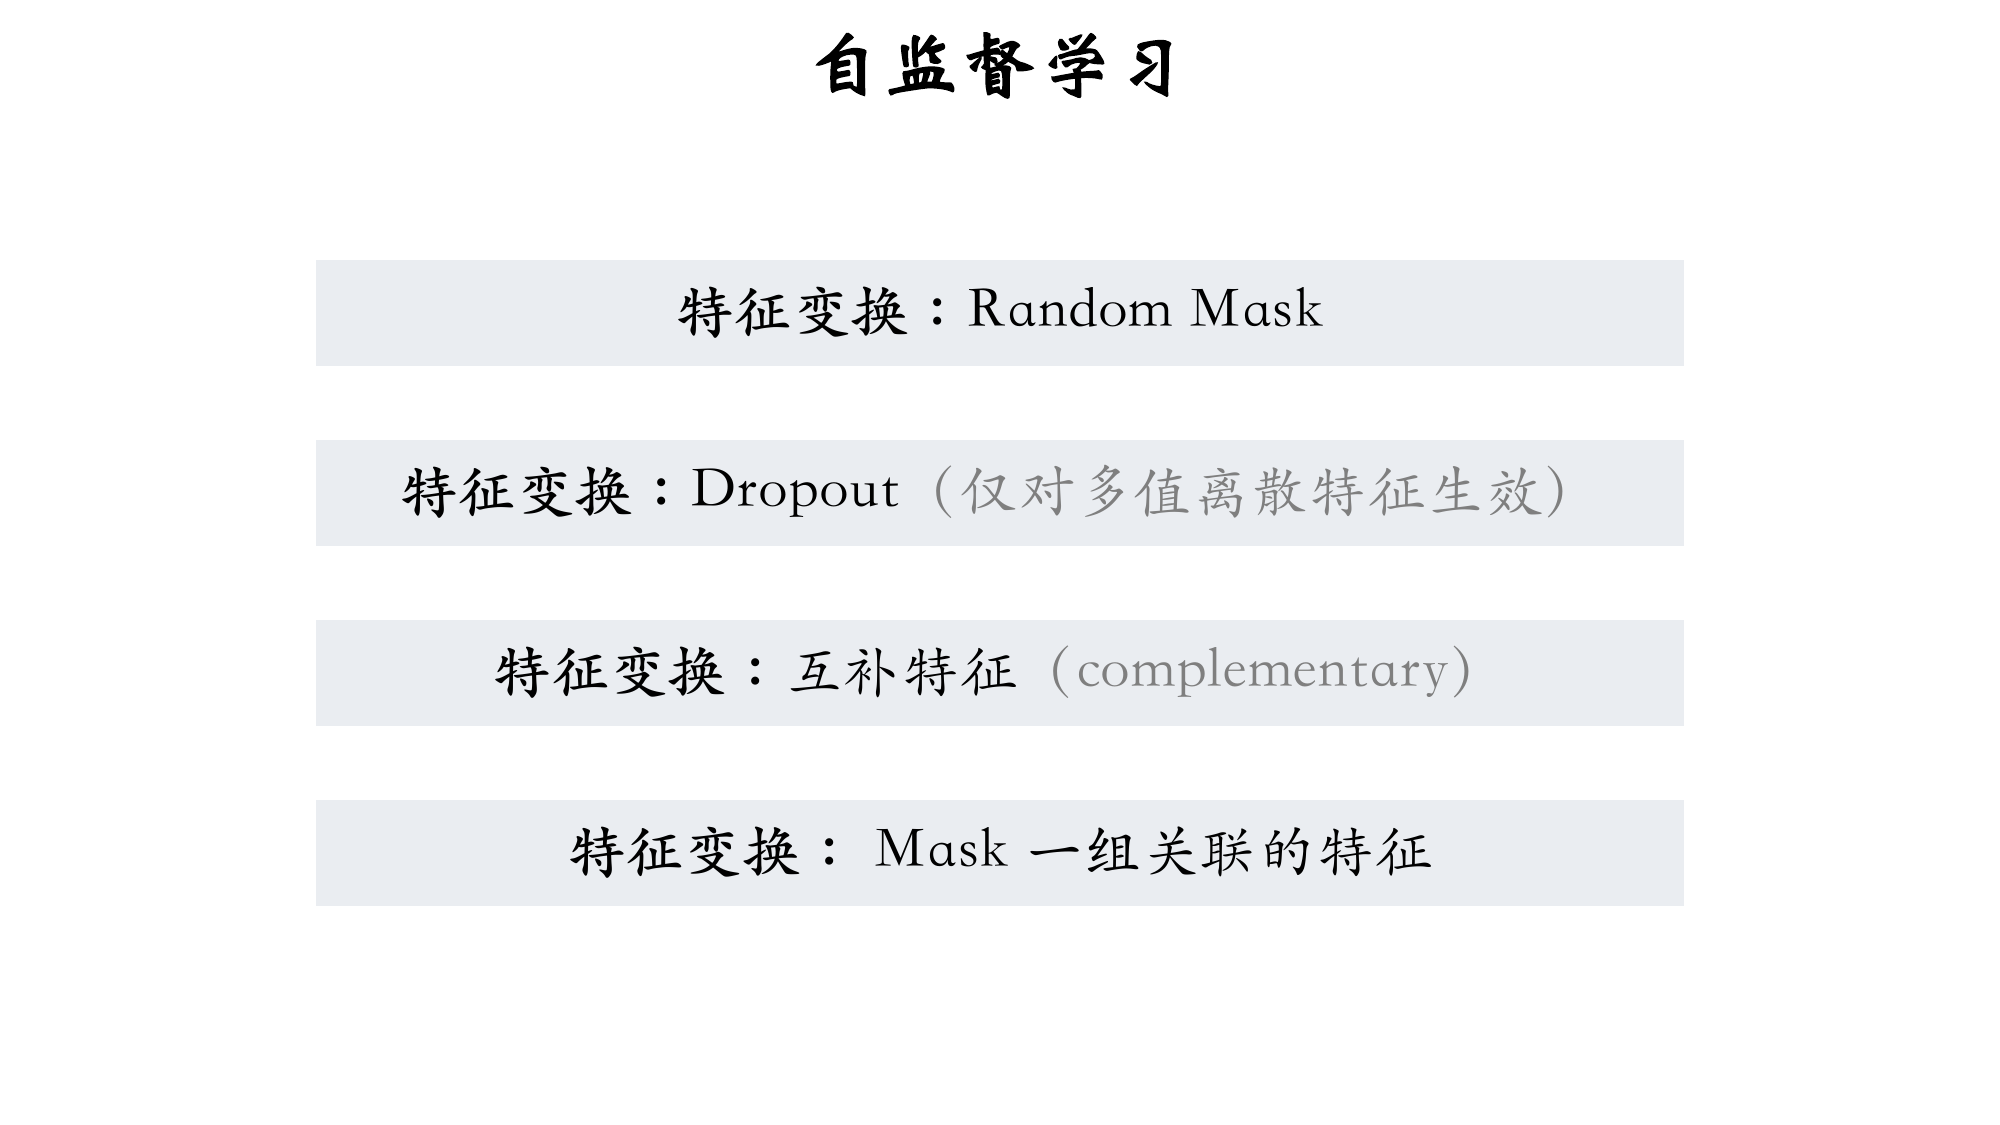 自监督学习
特征变换：Random Mask
特征变换：Dropout（仅对多值离散特征生效）
特征变换：互补特征（complementary）
特征变换： Mask 一组关联的特征